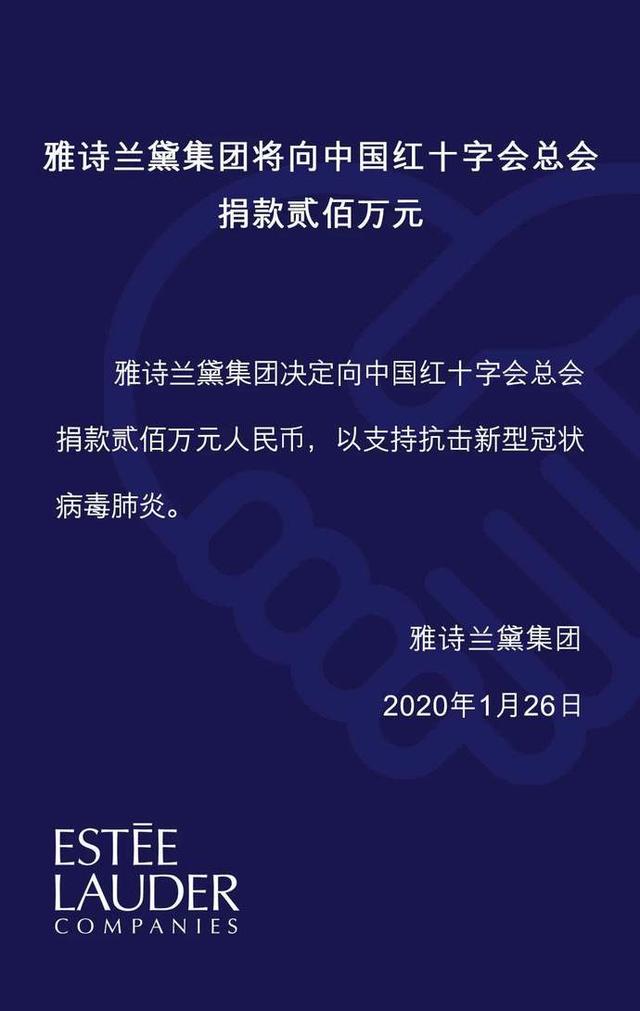 雅诗兰黛集团将向中国红十字会总会
捐款贰佰万元
雅诗兰黛集团决定向中国红十字会总会
捐款贰佰万元人民币，以支持抗击新型冠状
病毒肺炎。
雅诗兰黛集团
2020年1月26日
ESTĒE
LAUDER
COMPANIES